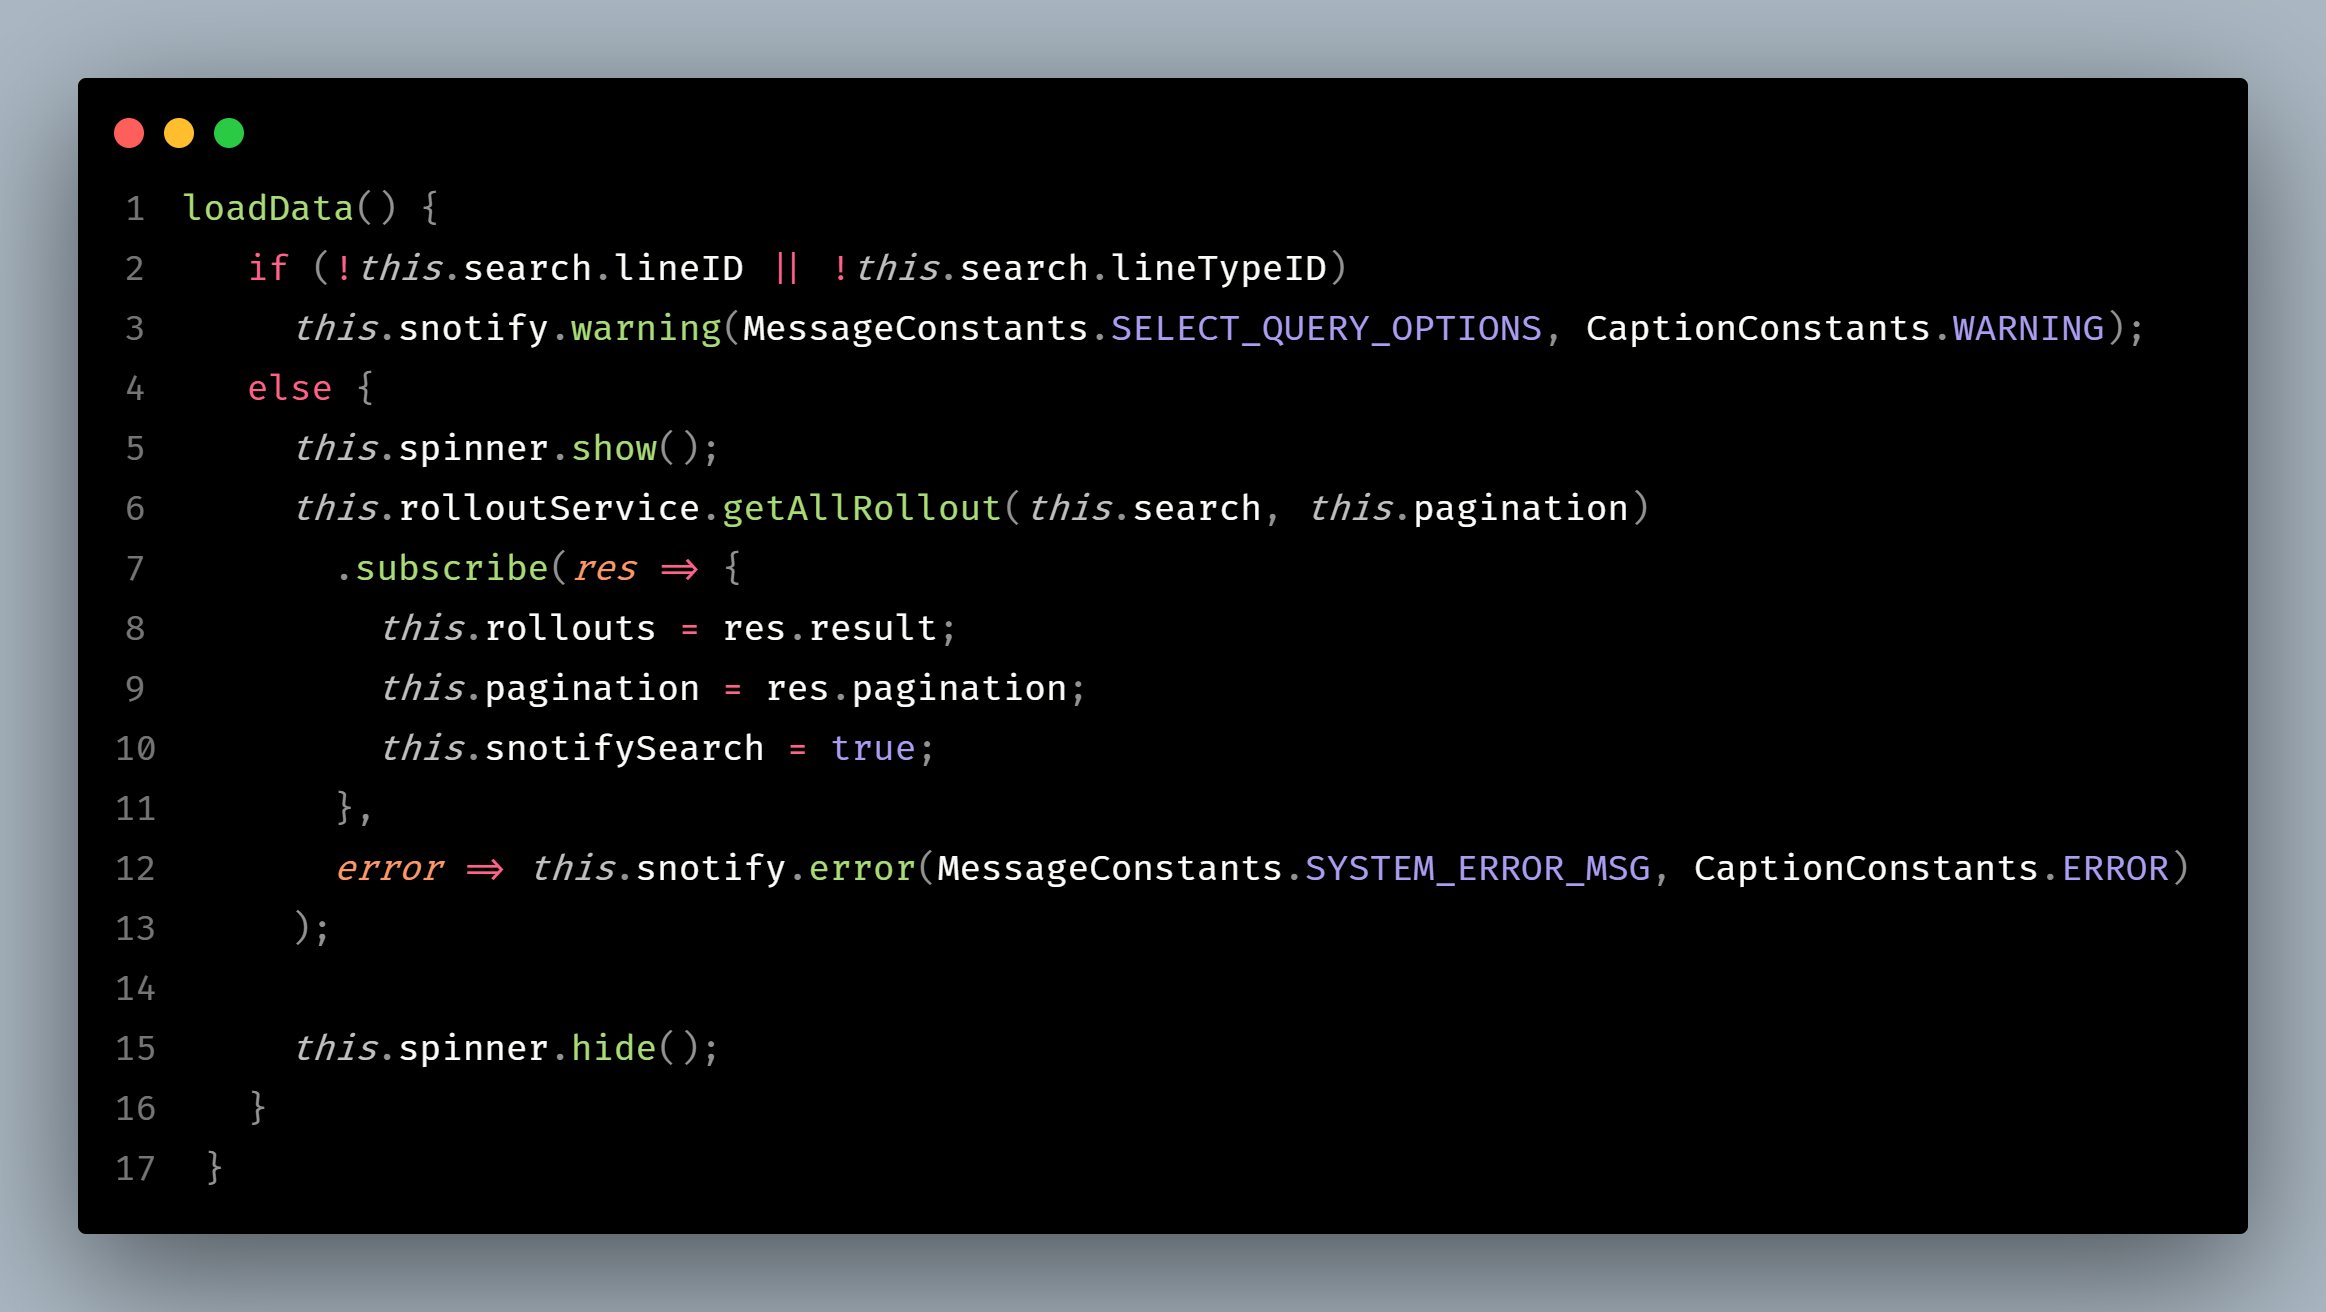 1 loadData() {
2 if (!this.search.lineID || !this.search.lineTypeID)
3 this.snotify.warning(MessageConstants.SELECT_QUERY_OPTIONS, CaptionConstants.WARNING);
4 else {
5 this.spinner.show();
6 this.rolloutService.getAllRollout(this.search, this.pagination)
7 .subscribe(res => {
8 this.rollouts = res.result;
9 this.pagination = res.pagination;
10 this.snotifySearch = true;
11 },
12 error => this.snotify.error(MessageConstants.SYSTEM_ERROR_MSG, CaptionConstants.ERROR)
13 );
14
15 this.spinner.hide();
16 }
17 }